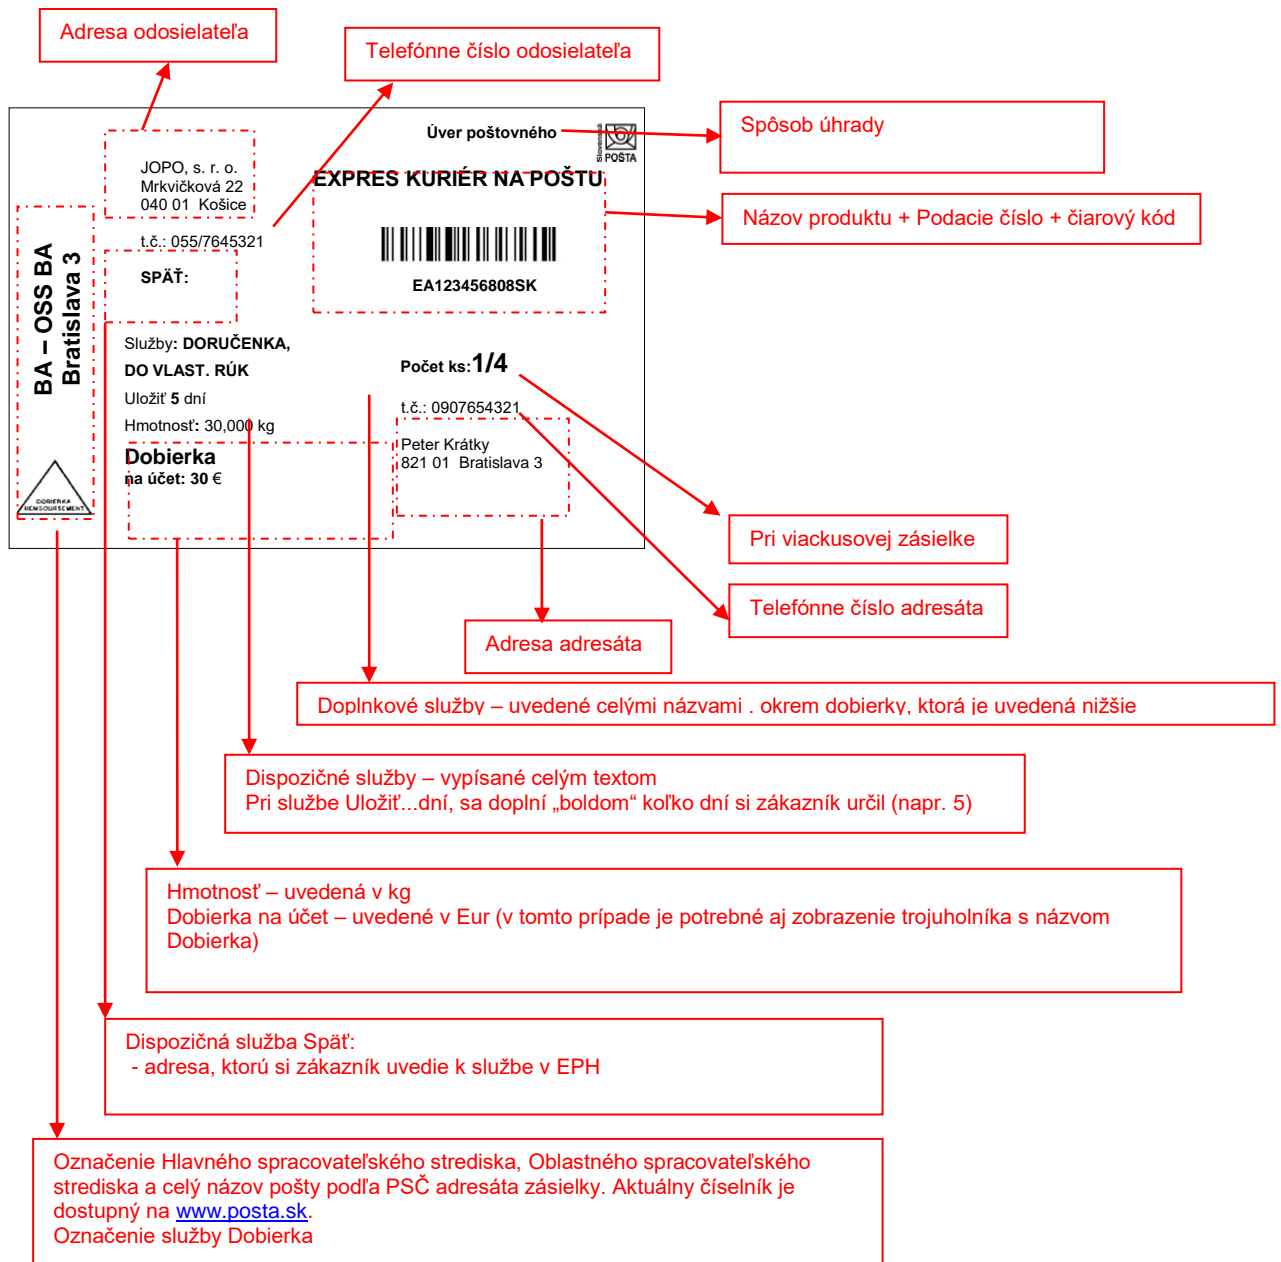 Adresa odosielateľa
Telefónne číslo odosielateľa
Úver poštovného
Slovenská
POŠTA
Spôsob úhrady
JOPO, s. r. o.
Mrkvičková 22
040 01  Košice
t.č.: 055/7645321
EXPRES KURIÉR NA POŠTU
EA123456808SK
Názov produktu + Podacie číslo + čiarový kód
SPÄŤ:
BA – OSS BA
Bratislava 3
DOBIERKA
REMBOURSEMENT
Služby: DORUČENKA,
DO VLAST. RÚK
Uložiť 5 dní
Hmotnosť: 30,000 kg
Dobierka
na účet: 30 €
Počet ks:1/4
t.č.: 0907654321
Peter Krátky
821 01  Bratislava 3
Pri viackusovej zásielke
Telefónne číslo adresáta
Adresa adresáta
Doplnkové služby – uvedené celými názvami . okrem dobierky, ktorá je uvedená nižšie
Dispozičné služby – vypísané celým textom
Pri službe Uložiť...dní, sa doplní „boldom“ koľko dní si zákazník určil (napr. 5)
Hmotnosť – uvedená v kg
Dobierka na účet – uvedené v Eur (v tomto prípade je potrebné aj zobrazenie trojuholníka s názvom
Dobierka)
Dispozičná služba Späť:
- adresa, ktorú si zákazník uvedie k službe v EPH
Označenie Hlavného spracovateľského strediska, Oblastného spracovateľského
strediska a celý názov pošty podľa PSČ adresáta zásielky. Aktuálny číselník je
dostupný na www.posta.sk.
Označenie služby Dobierka